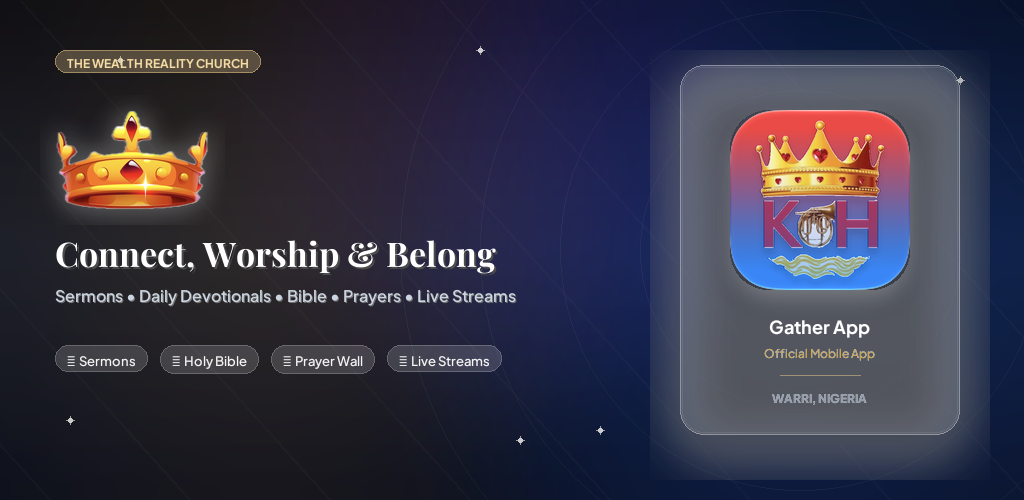 THE WEALTH REALITY CHURCH
Connect, Worship & Belong
Sermons • Daily Devotionals • Bible • Prayers • Live Streams
Sermons
Holy Bible
Prayer Wall
Live Streams
KH
Gather App
Official Mobile App
WARRI, NIGERIA